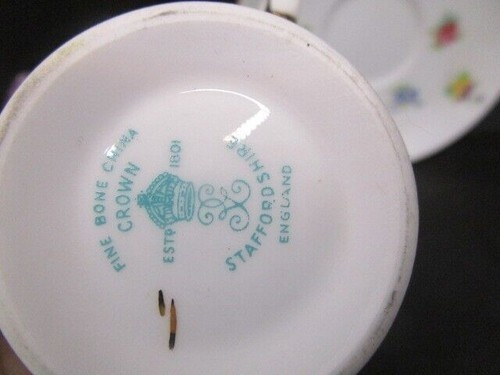 FINE BONE CHINA
CROWN
ESTD 1801
STAFFORDSHIRE
ENGLAND